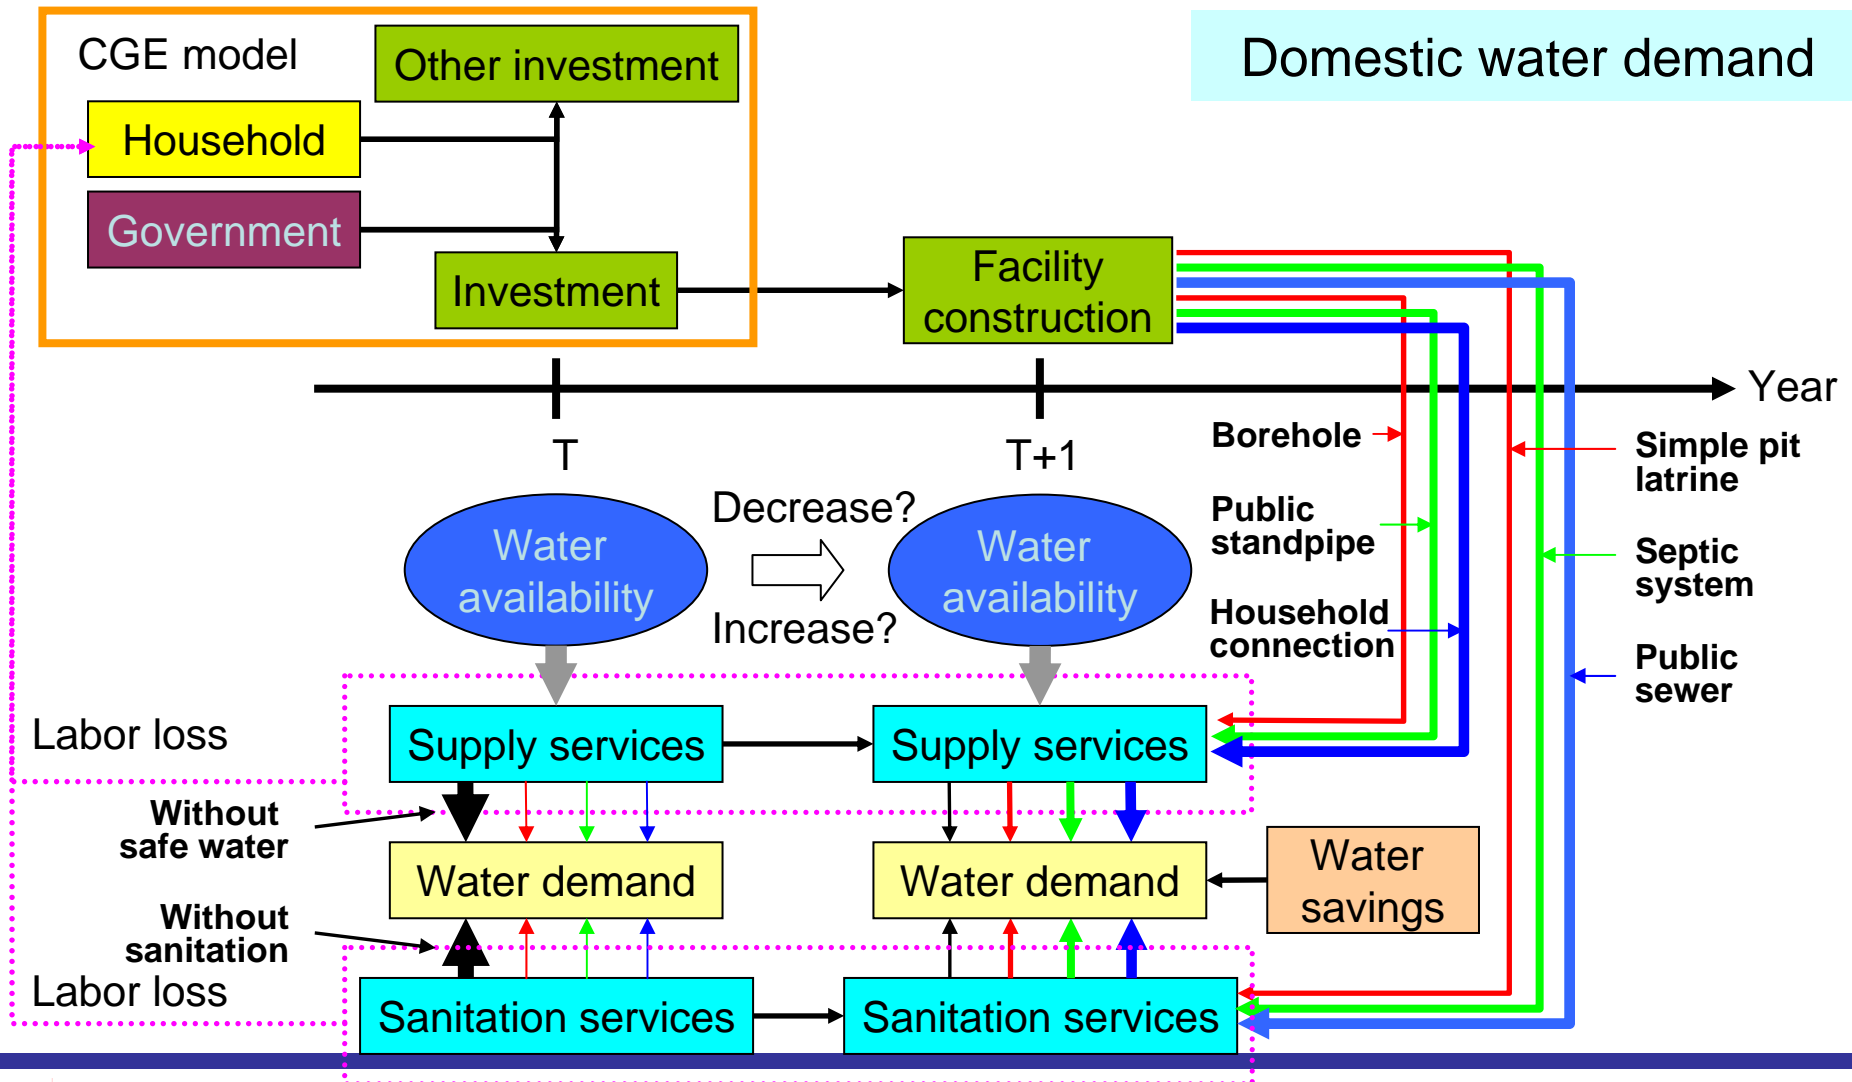 CGE model
Other investment
Domestic water demand
Household
Government
Investment
Facility
construction
Year
T
T+1
Borehole
Simple pit
latrine
Public
standpipe
Septic
system
Household
connection
Public
sewer
Water
availability
Decrease?
Increase?
Water
availability
Labor loss
Supply services
Supply services
Without
safe water
Water demand
Water demand
Water
savings
Without
sanitation
Labor loss
Sanitation services
Sanitation services